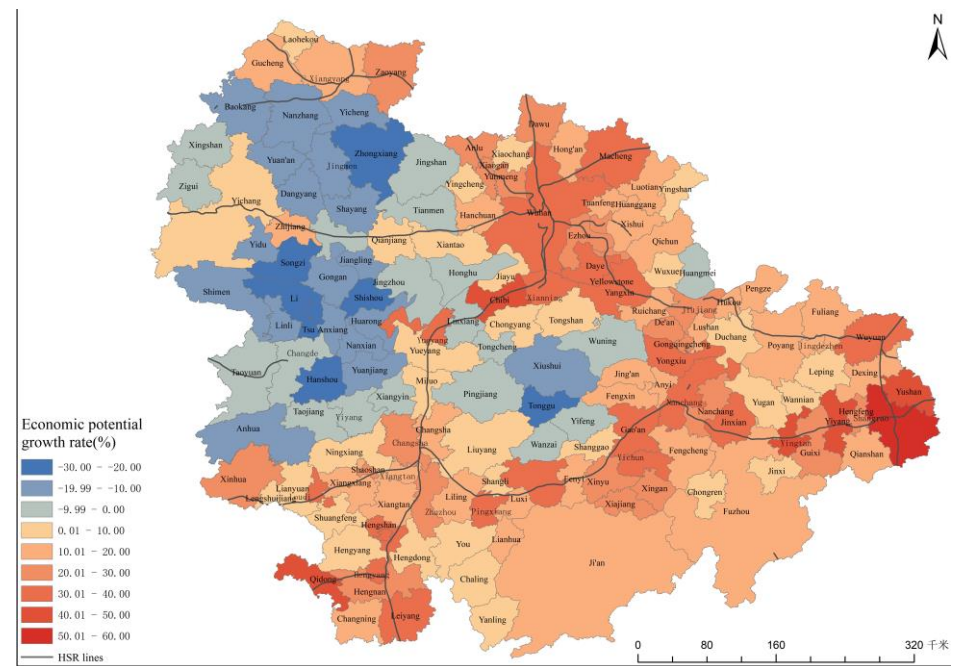 N
Laohekou
Gucheng
Xiangyang
Zaoyang
Baokang
Nanzhang
Yicheng
Dawu
Xingshan
Zhongxiang
Jingshan
Anlu
Xiaochang
Hong'an
Macheng
Yuan'an
Jingmen
Xiaogan
Yunmeng
Zigui
Yingcheng
Luotian
Yingshan
Yichang
Dangyang
Shayang
Tianmen
Hanchuan
Wuhan
Tuanfeng
Huanggang
Zhijiang
Xishui
Yidu
Qianjiang
Xiantao
Ezhou
Qichun
Songzi
Jiangling
Gongan
Jingzhou
Honghu
Jiayu
Daye
Wuxue
Huangmei
Shimen
Li
Shishou
Chibi
Xianning
Yellowstone
Yangxin
Hukou
Pengze
Linli
Tsu
Anxiang
Huarong
Linxiang
Chongyang
Tongshan
Ruichang
Jiujiang
Fuliang
Changde
Nanxian
Yueyang
Yueyang
Tongcheng
Wuning
De'an
Lushan
Duchang
Poyang
Jingdezhen
Wuyuan
Taoyuan
Hanshou
Yuanjiang
Miluo
Xiushui
Gongqingcheng
Yongxiu
Leping
Dexing
Taojiang
Yiyang
Xiangyin
Pingjiang
Tonggu
Jing'an
Anyi
Yugan
Wannian
Yushan
Anhua
Yifeng
Fengxin
Nanchang
Nanchang
Jinxian
Hengfeng
Yiyang
Shangrao
Changsha
Changsha
Liuyang
Wanzai
Shanggao
Gao'an
Yingtan
Guixi
Qianshan
Ningxiang
Fengcheng
Xinhua
Shaoshan
Xiangxiang
Xiangtan
Shangli
Yichun
Jinxi
Lianyuan
Lengshuijiang
Luxi
Fenyi
Xinyu
Chongren
Shuangfeng
Xiangtan
Liling
Zhuzhou
Pingxiang
Xiajiang
Xingan
Fuzhou
Hengshan
Hengyang
Hengdong
You
Lianhua
Ji'an
Qidong
Hengyang
Hengnan
Chaling
Changning
Leiyang
Yanling
Economic potential
growth rate(%)
-30.00 - -20.00
-19.99 - -10.00
-9.99 - 0.00
0.01 - 10.00
10.01 - 20.00
20.01 - 30.00
30.01 - 40.00
40.01 - 50.00
50.01 - 60.00
HSR lines
0 80 160 320 千米